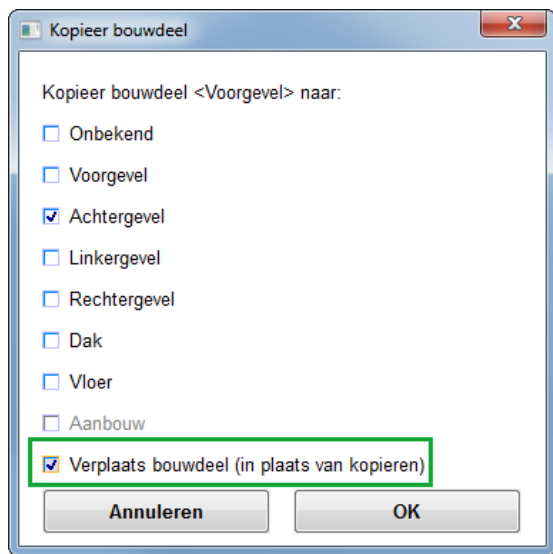 Kopieer bouwdeel
Kopieer bouwdeel <Voorgevel> naar:
Onbekend
Voorgevel
Achtergevel
Linkergevel
Rechtergevel
Dak
Vloer
Aanbouw
Verplaats bouwdeel (in plaats van kopieren)
Annuleren OK